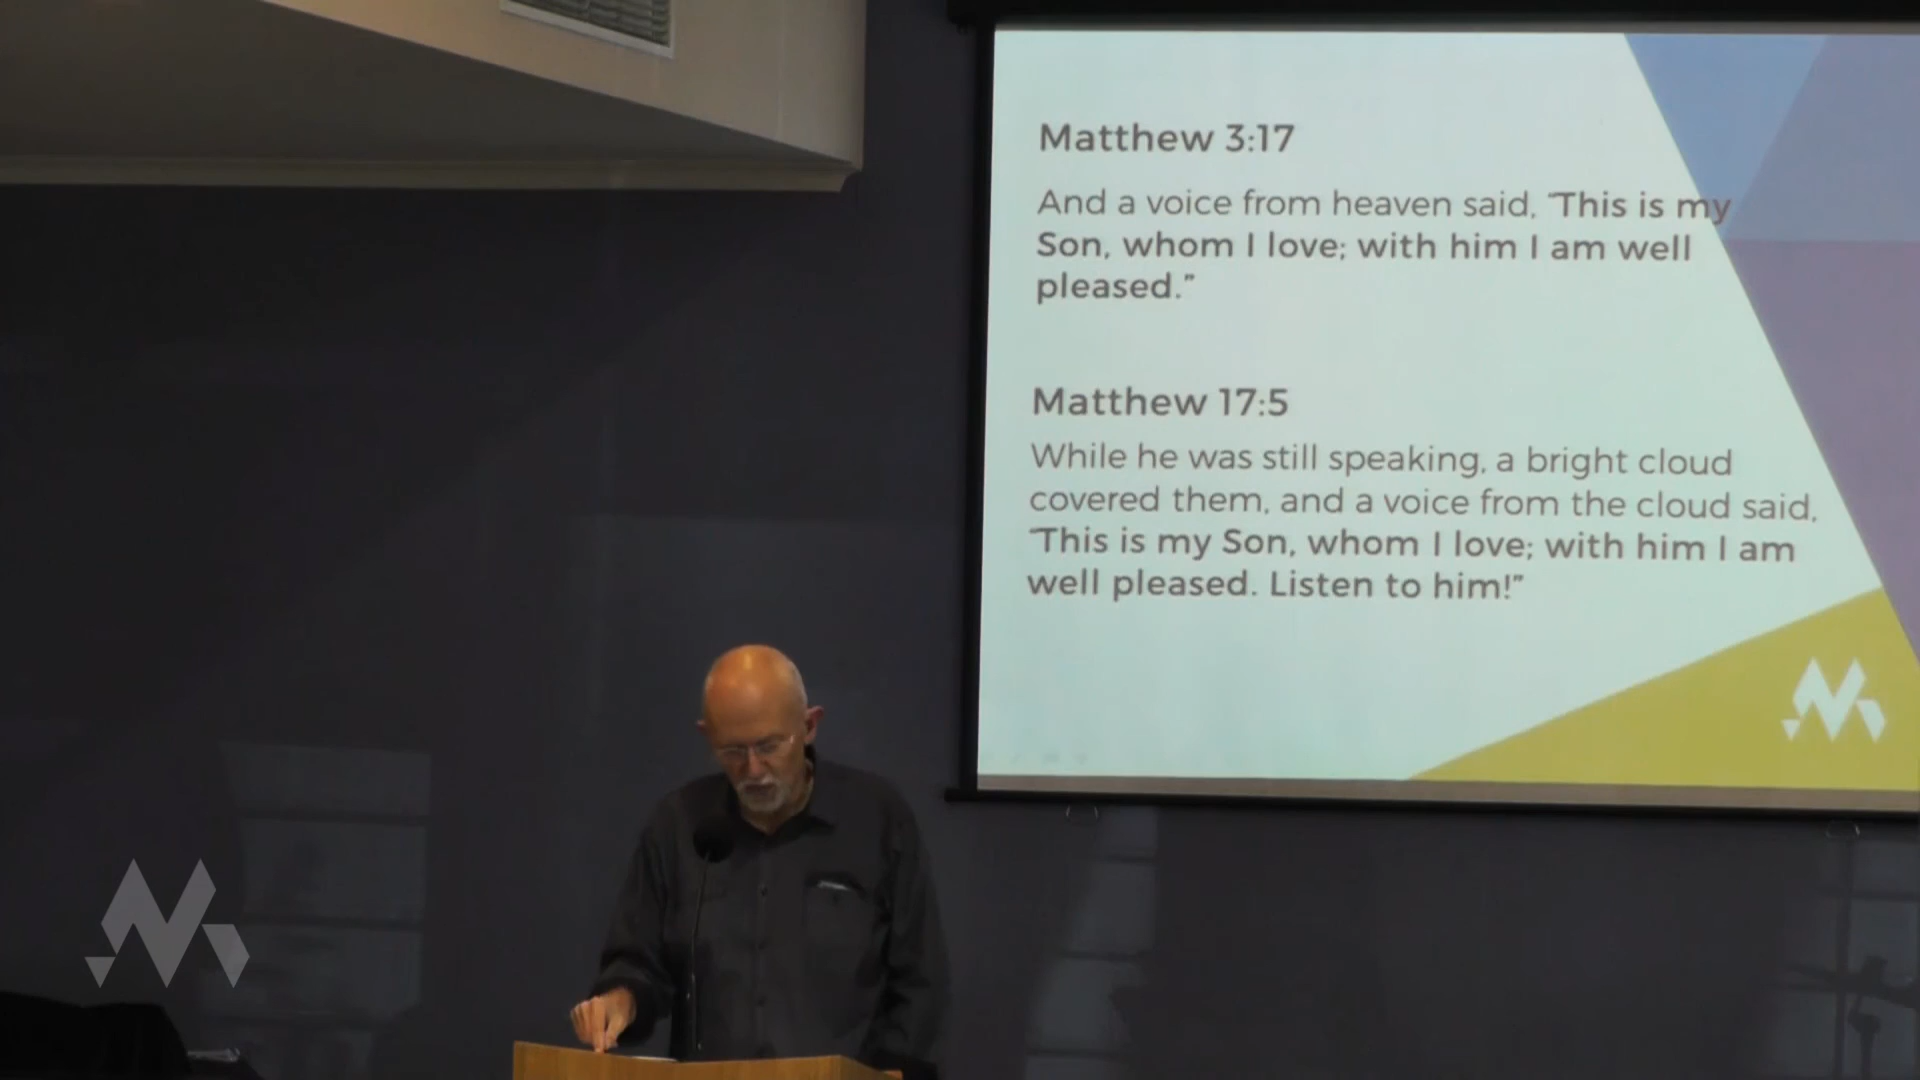 Matthew 3:17
And a voice from heaven said, “This is my
Son, whom I love; with him I am well
pleased.”
Matthew 17:5
While he was still speaking, a bright cloud
covered them, and a voice from the cloud said,
“This is my Son, whom I love; with him I am
well pleased. Listen to him!”